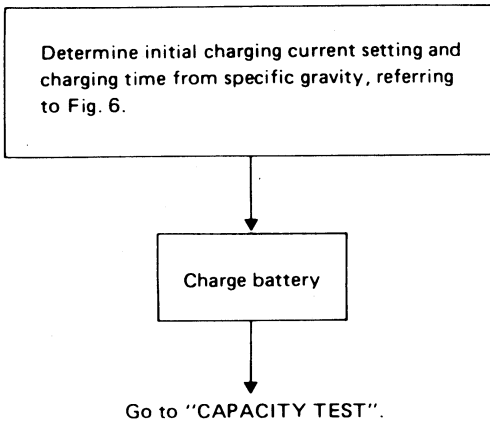 Determine initial charging current setting and
charging time from specific gravity, referring
to Fig. 6.
Charge battery
Go to "CAPACITY TEST".